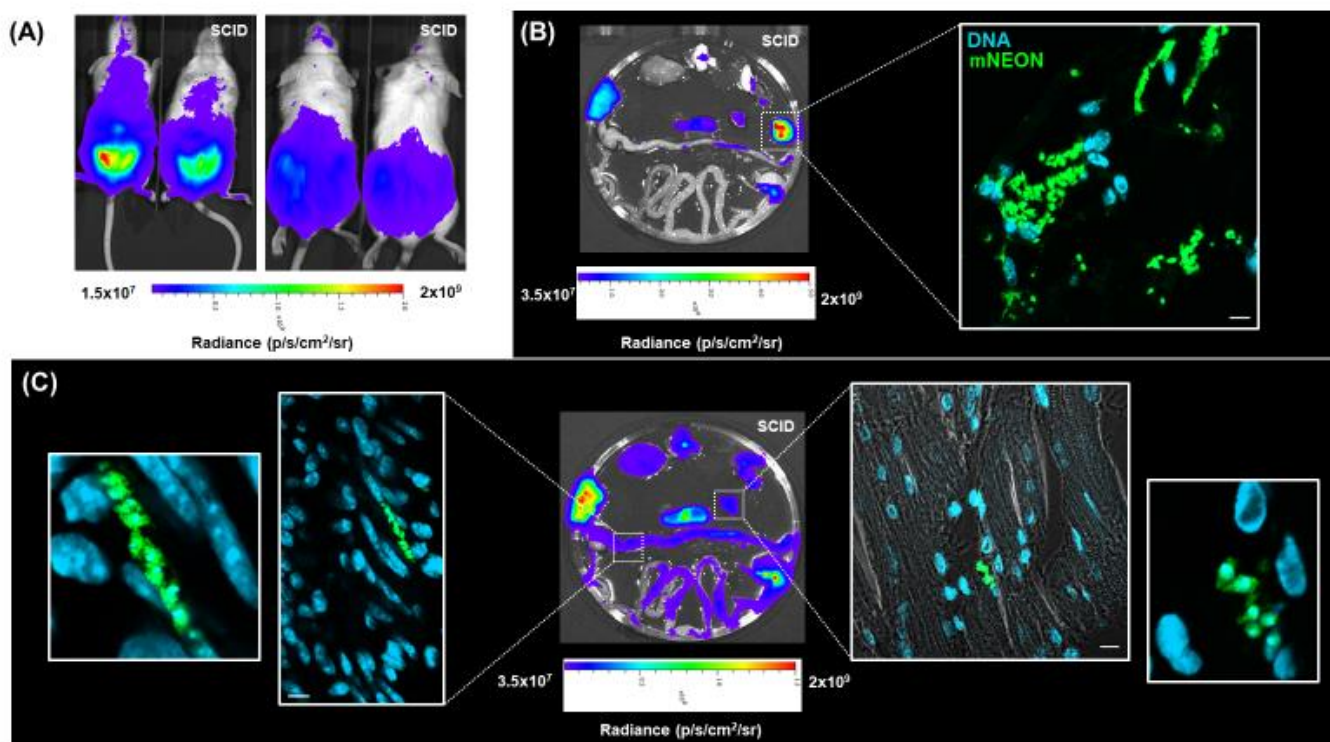 (A)
SCID
SCID
1.5x10⁷
2x10⁹
Radiance (p/s/cm²/sr)
(B)
SCID
3.5x10⁷
2x10⁹
Radiance (p/s/cm²/sr)
DNA
mNEON
(C)
SCID
3.5x10⁷
2x10⁹
Radiance (p/s/cm²/sr)